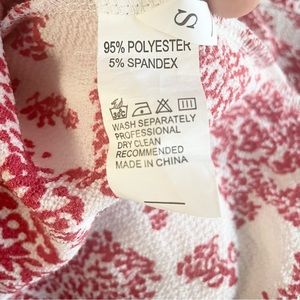 S
95% POLYESTER
5% SPANDEX
WASH SEPARATELY
PROFESSIONAL
DRY CLEAN
RECOMMENDED
MADE IN CHINA